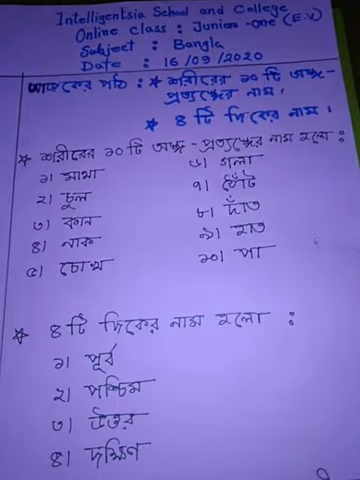 Intelligentsia School and College
Online class : Junior-one (E.V)
Subject : Bangla
Date : 16/09/2020
আজকের পাঠ : * শরীরের ১০ টি অঙ্গ-
প্রত্যঙ্গের নাম।
* ৪ টি দিকের নাম।
* শরীরের ১০ টি অঙ্গ-প্রত্যঙ্গের নাম হলো :
১। মাথা
২। চুল
৩। কান
৪। নাক
৫। চোখ
৬। গলা
৭। ঠোঁট
৮। দাঁত
৯। হাত
১০। পা
* ৪ টি দিকের নাম হলো :
১। পূর্ব
২। পশ্চিম
৩। উত্তর
৪। দক্ষিণ